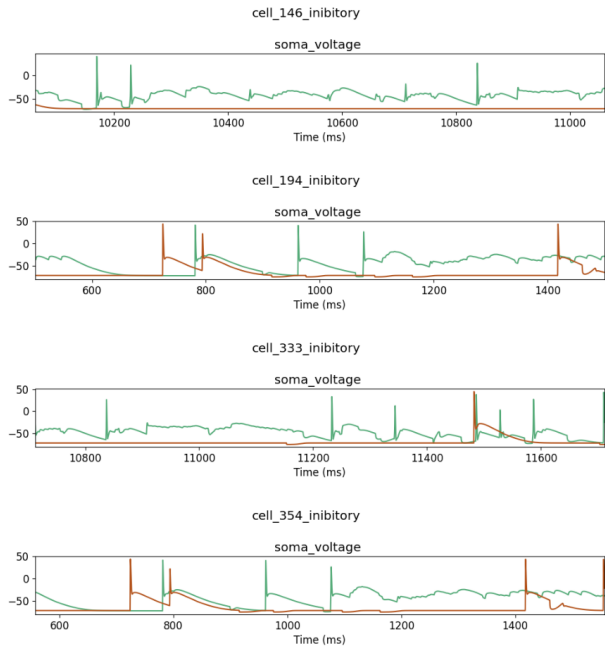 cell_146_inibitory
soma_voltage
0
−50
10200 10400 10600 10800 11000
Time (ms)
cell_194_inibitory
soma_voltage
50
0
−50
600 800 1000 1200 1400
Time (ms)
cell_333_inibitory
soma_voltage
50
0
−50
10800 11000 11200 11400 11600
Time (ms)
cell_354_inibitory
soma_voltage
50
0
−50
600 800 1000 1200 1400
Time (ms)